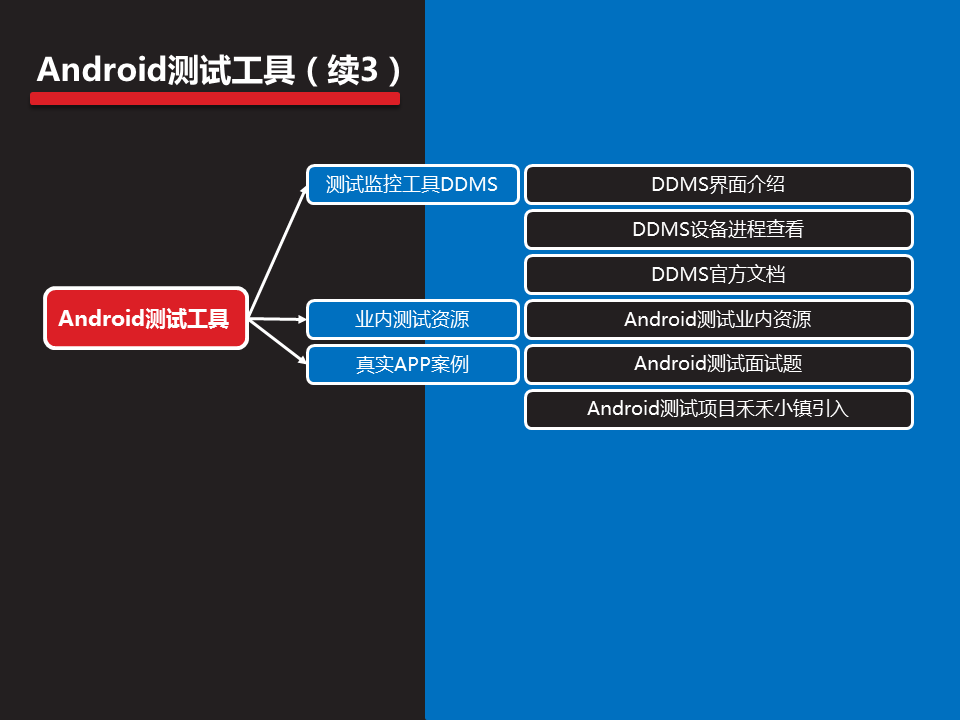 Android测试工具（续3）
测试监控工具DDMS
DDMS界面介绍
DDMS设备进程查看
DDMS官方文档
Android测试工具
业内测试资源
Android测试业内资源
真实APP案例
Android测试面试题
Android测试项目禾禾小镇引入